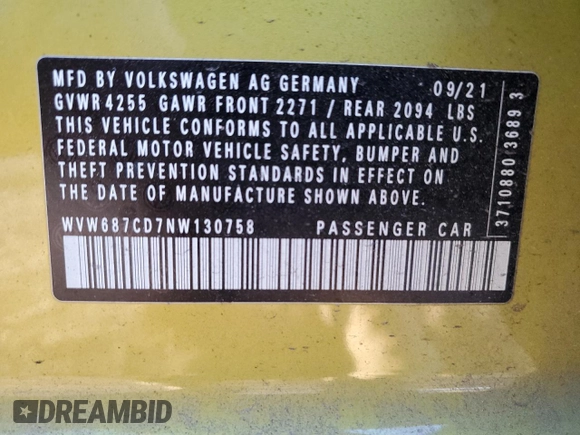 MFD BY VOLKSWAGEN AG GERMANY 09/21
GVWR 4255 GAWR FRONT 2271 / REAR 2094 LBS
THIS VEHICLE CONFORMS TO ALL APPLICABLE U.S.
FEDERAL MOTOR VEHICLE SAFETY, BUMPER AND
THEFT PREVENTION STANDARDS IN EFFECT ON
THE DATE OF MANUFACTURE SHOWN ABOVE.
WVW687CD7NW130758 PASSENGER CAR
3710880 3689 3
DREAMBID